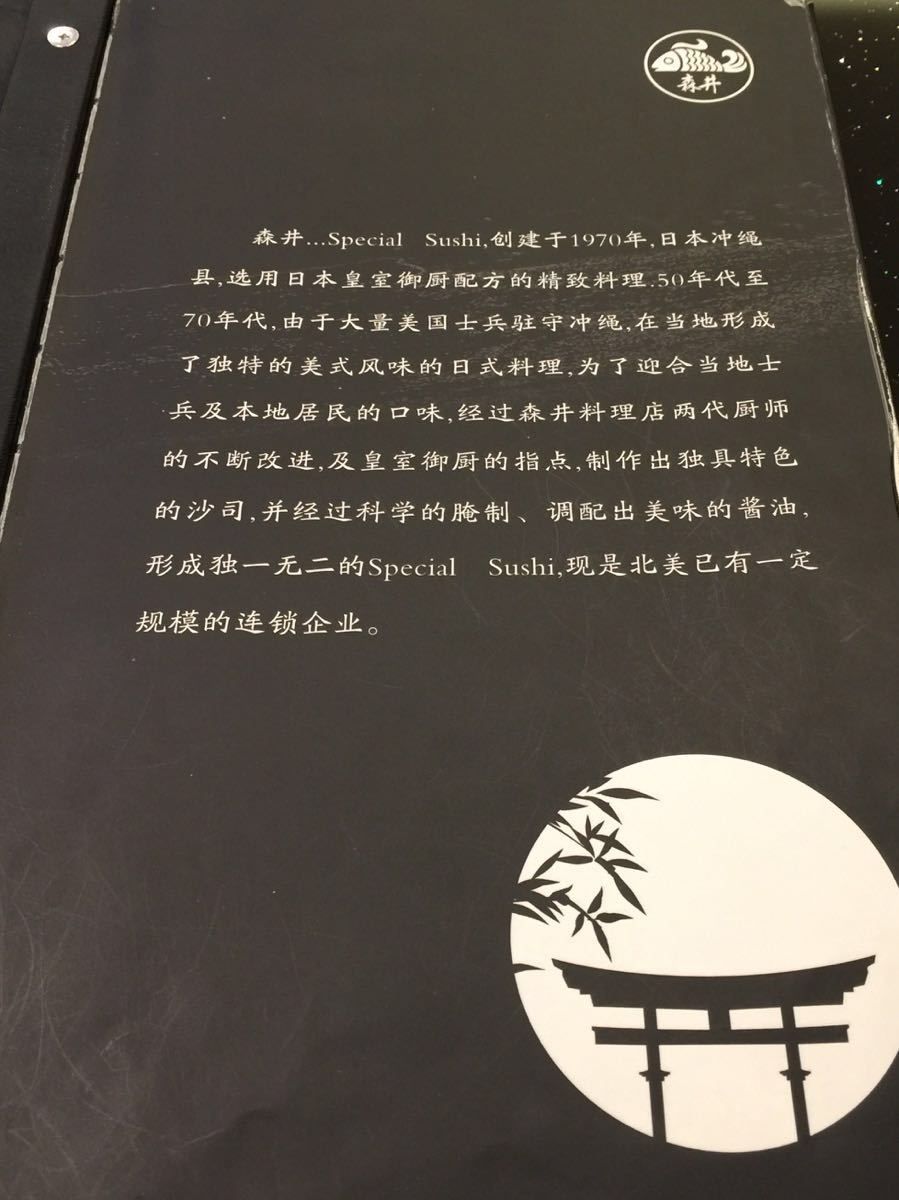 森井
森井...Special Sushi,创建于1970年,日本冲绳
县,选用日本皇室御厨配方的精致料理.50年代至
70年代,由于大量美国士兵驻守冲绳,在当地形成
了独特的美式风味的日式料理,为了迎合当地士
兵及本地居民的口味,经过森井料理店两代厨师
的不断改进,及皇室御厨的指点,制作出独具特色
的沙司,并经过科学的腌制、调配出美味的酱油,
形成独一无二的Special Sushi,现是北美已有一定
规模的连锁企业。